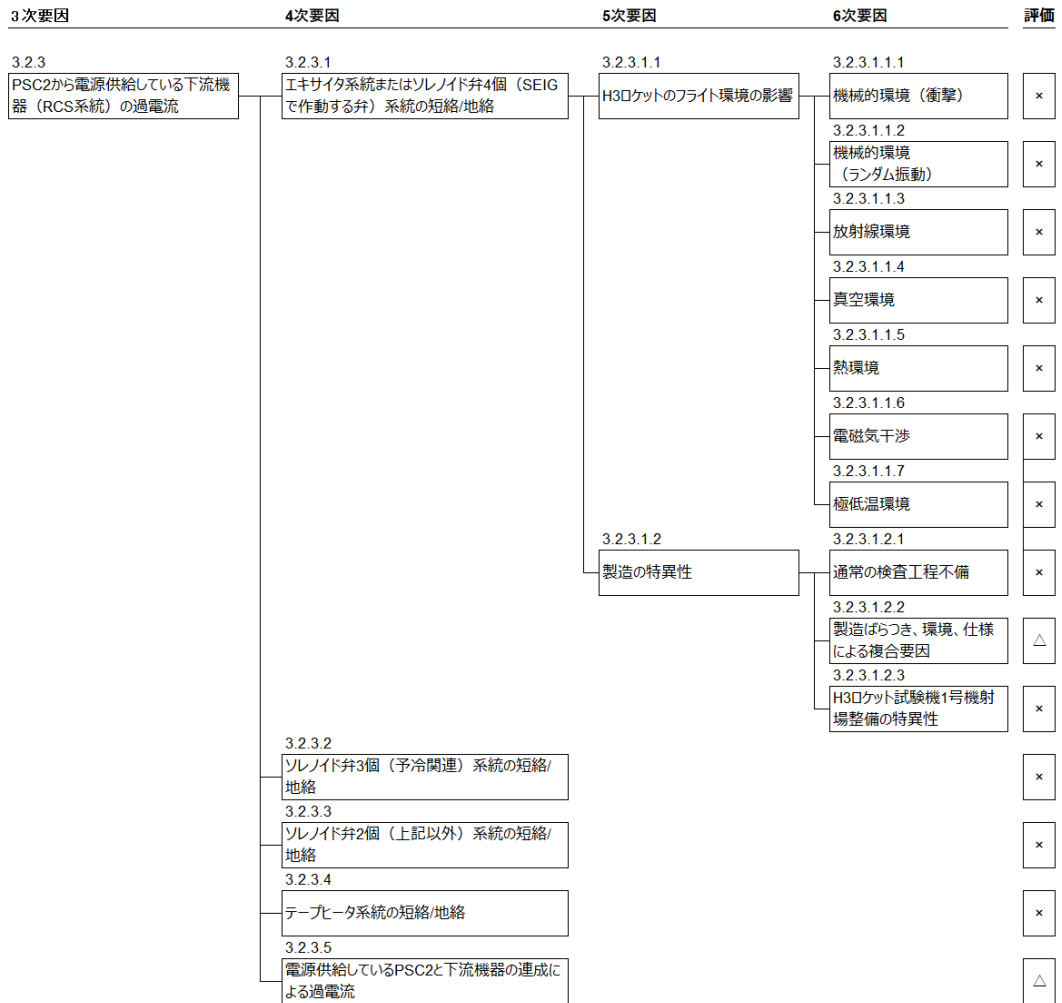 3次要因 4次要因 5次要因 6次要因 評価
3.2.3 3.2.3.1 3.2.3.1.1 3.2.3.1.1.1
PSC2から電源供給している下流機
器（RCS系統）の過電流
エキサイタ系統またはソレノイド弁4個（SEIG
で作動する弁）系統の短絡/地絡
H3ロケットのフライト環境の影響
機械的環境（衝撃）
×
3.2.3.1.1.2
機械的環境
（ランダム振動）
×
3.2.3.1.1.3
放射線環境
×
3.2.3.1.1.4
真空環境
×
3.2.3.1.1.5
熱環境
×
3.2.3.1.1.6
電磁気干渉
×
3.2.3.1.1.7
極低温環境
×
3.2.3.1.2 3.2.3.1.2.1
製造の特異性
通常の検査工程不備
×
3.2.3.1.2.2
製造ばらつき、環境、仕様
による複合要因
△
3.2.3.1.2.3
H3ロケット試験機1号機射
場整備の特異性
×
3.2.3.2
ソレノイド弁3個（予冷関連）系統の短絡/
地絡
×
3.2.3.3
ソレノイド弁2個（上記以外）系統の短絡/
地絡
×
3.2.3.4
テープヒータ系統の短絡/地絡
×
3.2.3.5
電源供給しているPSC2と下流機器の連成に
よる過電流
△